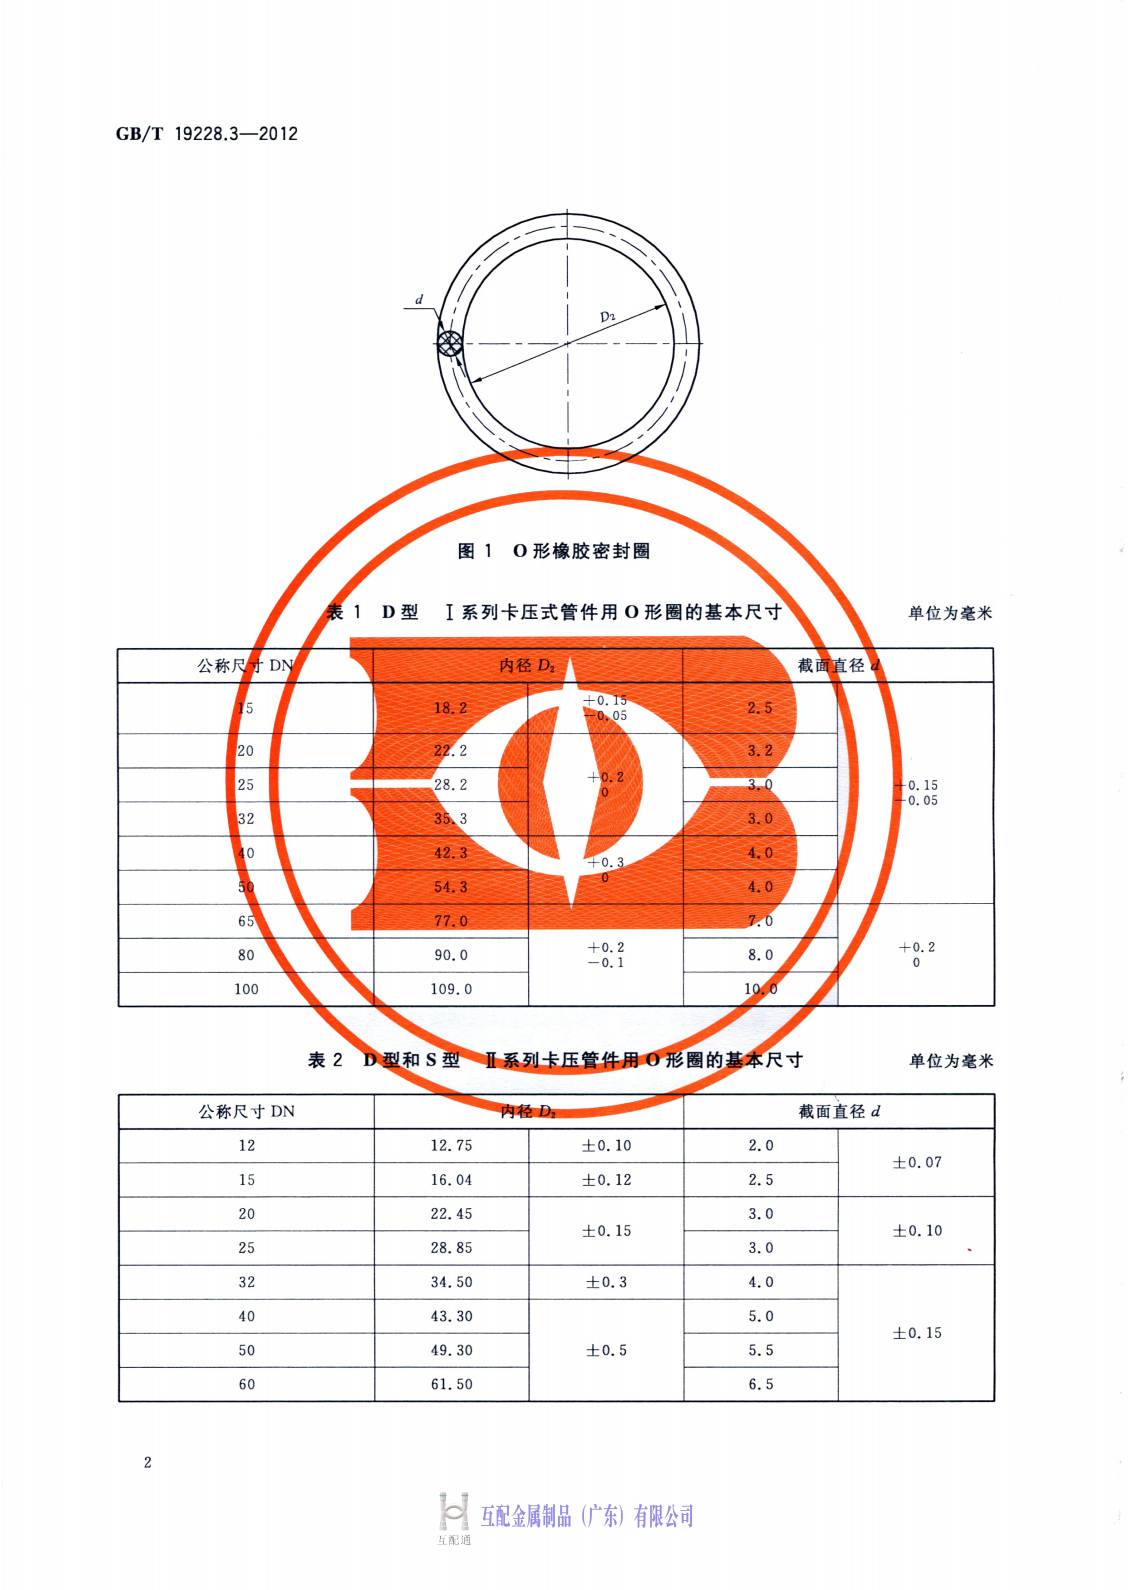 GB/T 19228.3—2012
d
D₂
图 1 O 形橡胶密封圈
表 1 D 型 Ⅰ系列卡压式管件用 O 形圈的基本尺寸 单位为毫米
公称尺寸 DN 内径 D₂ 截面直径 d
15 18.2 +0.15 -0.05 2.5 +0.15 -0.05
20 22.2 +0.2 0 3.2
25 28.2 3.0
32 35.3 3.0
40 42.3 +0.3 0 4.0
50 54.3 4.0
65 77.0 +0.2 -0.1 7.0 +0.2 0
80 90.0 8.0
100 109.0 10.0
表 2 D 型和 S 型 Ⅱ系列卡压管件用 O 形圈的基本尺寸 单位为毫米
公称尺寸 DN 内径 D₂ 截面直径 d
12 12.75 ±0.10 2.0 ±0.07
15 16.04 ±0.12 2.5
20 22.45 ±0.15 3.0 ±0.10
25 28.85 3.0
32 34.50 ±0.3 4.0 ±0.15
40 43.30 ±0.5 5.0
50 49.30 5.5
60 61.50 6.5
2
互配金属制品（广东）有限公司
互配通